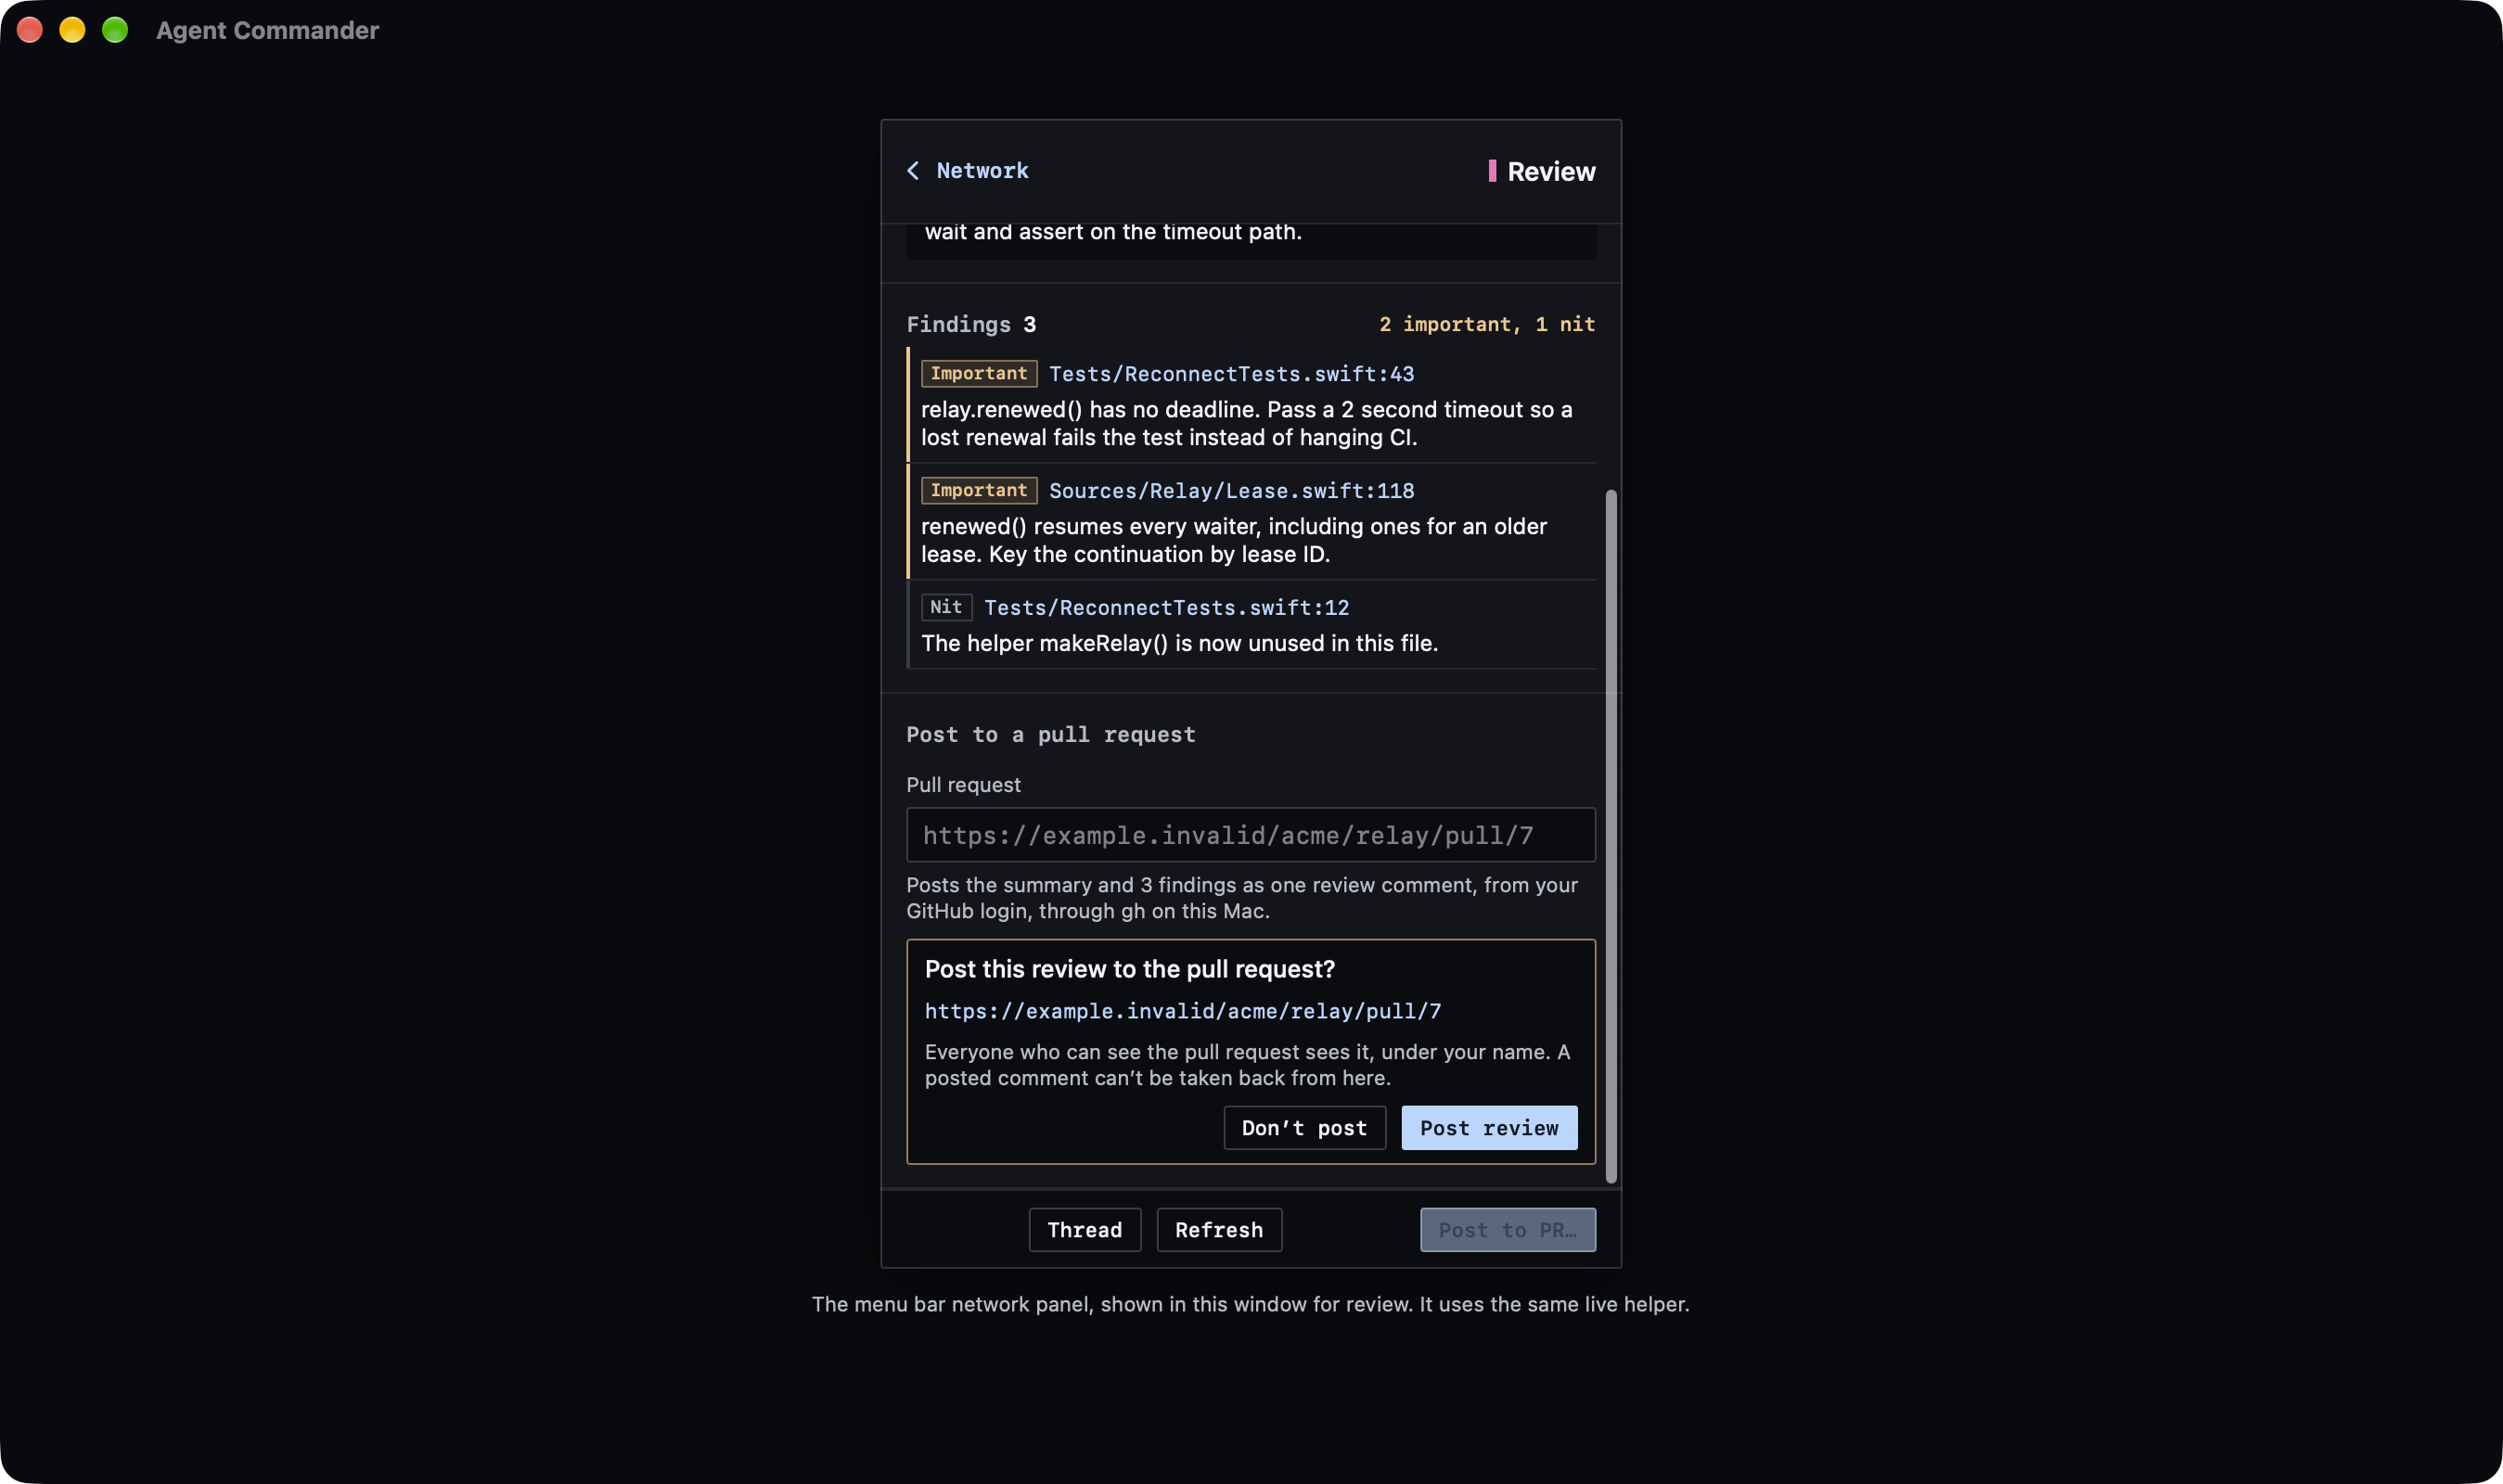 Agent Commander
Network
Review
wait and assert on the timeout path.
Findings 3
2 important, 1 nit
Important Tests/ReconnectTests.swift:43
relay.renewed() has no deadline. Pass a 2 second timeout so a
lost renewal fails the test instead of hanging CI.
Important Sources/Relay/Lease.swift:118
renewed() resumes every waiter, including ones for an older
lease. Key the continuation by lease ID.
Nit Tests/ReconnectTests.swift:12
The helper makeRelay() is now unused in this file.
Post to a pull request
Pull request
https://example.invalid/acme/relay/pull/7
Posts the summary and 3 findings as one review comment, from your
GitHub login, through gh on this Mac.
Post this review to the pull request?
https://example.invalid/acme/relay/pull/7
Everyone who can see the pull request sees it, under your name. A
posted comment can’t be taken back from here.
Don’t post
Post review
Thread
Refresh
Post to PR…
The menu bar network panel, shown in this window for review. It uses the same live helper.